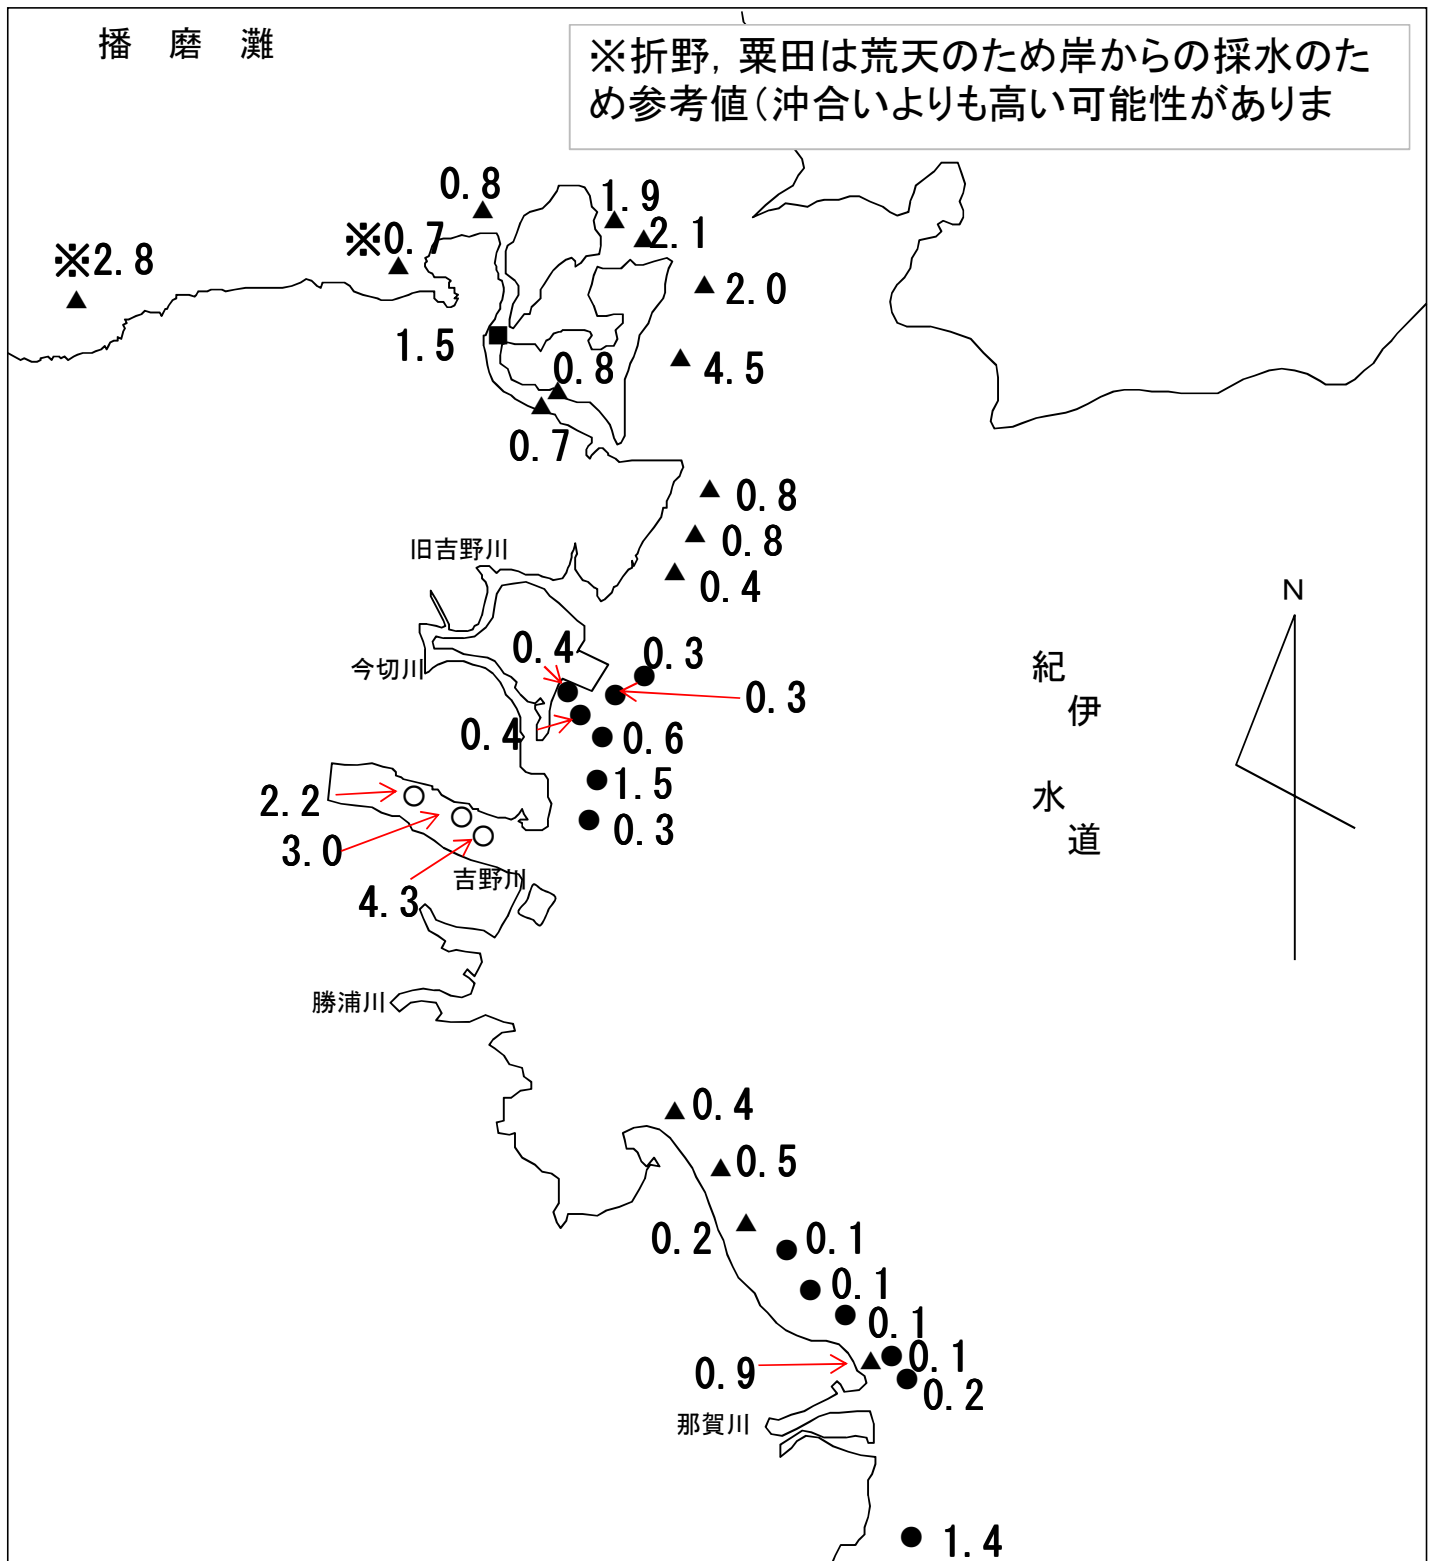 播 磨 灘
※折野，粟田は荒天のため岸からの採水のた
め参考値（沖合いよりも高い可能性がありま
0.8
1.9
※0.7
2.1
※2.8
2.0
1.5
0.8
4.5
0.7
0.8
0.8
旧吉野川
0.4
N
0.4
0.3
今切川
紀
0.3
伊
0.4
0.6
1.5
2.2
水
0.3
道
3.0
吉野川
4.3
勝浦川
0.4
0.5
0.2
0.1
0.1
0.1
0.1
0.9
0.2
那賀川
1.4